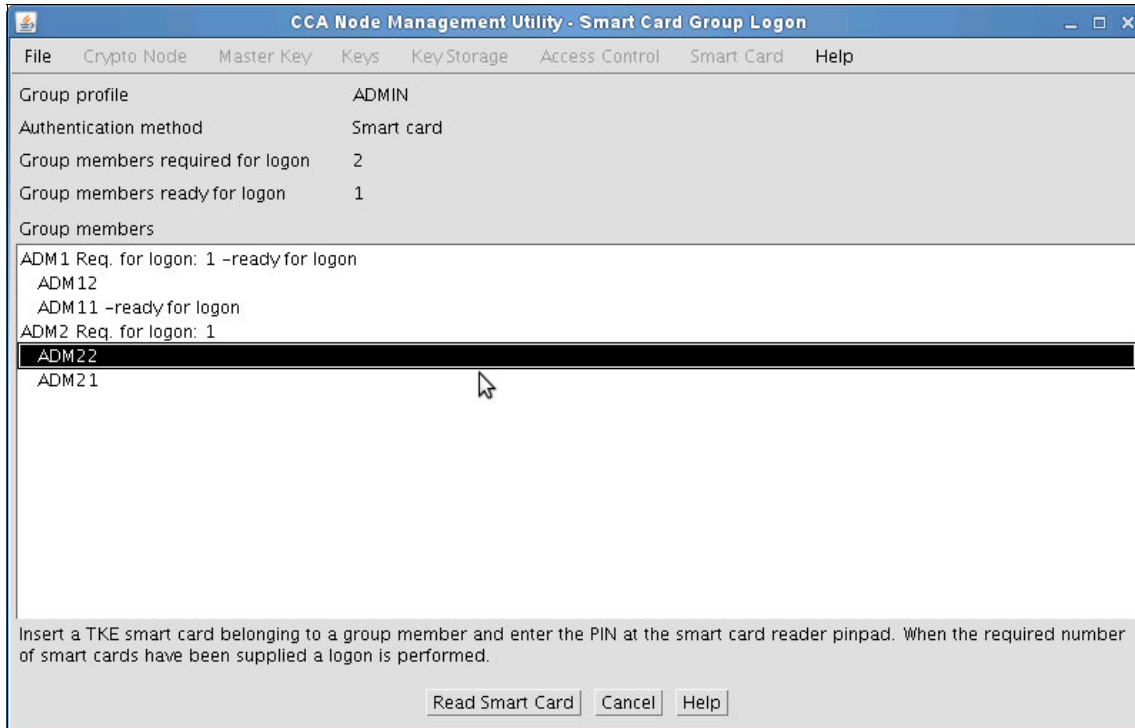 CCA Node Management Utility - Smart Card Group Logon
File Crypto Node Master Key Keys Key Storage Access Control Smart Card Help
Group profile ADMIN
Authentication method Smart card
Group members required for logon 2
Group members ready for logon 1
Group members
ADM1 Req. for logon: 1 -ready for logon
ADM12
ADM11 -ready for logon
ADM2 Req. for logon: 1
ADM22
ADM21
Insert a TKE smart card belonging to a group member and enter the PIN at the smart card reader pinpad. When the required number
of smart cards have been supplied a logon is performed.
Read Smart Card Cancel Help